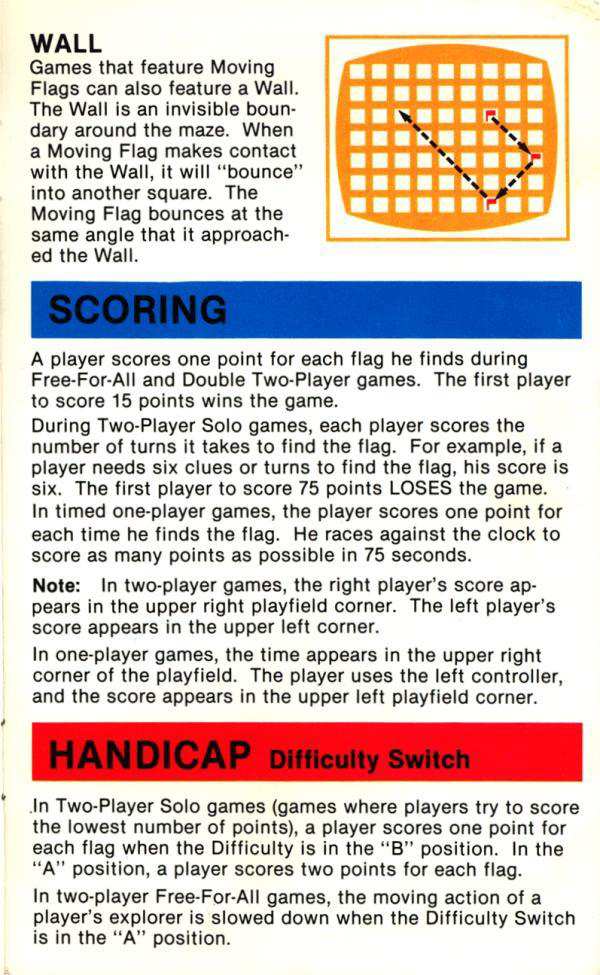 WALL
Games that feature Moving
Flags can also feature a Wall.
The Wall is an invisible boun-
dary around the maze. When
a Moving Flag makes contact
with the Wall, it will "bounce"
into another square. The
Moving Flag bounces at the
same angle that it approach-
ed the Wall.
SCORING
A player scores one point for each flag he finds during
Free-For-All and Double Two-Player games. The first player
to score 15 points wins the game.
During Two-Player Solo games, each player scores the
number of turns it takes to find the flag. For example, if a
player needs six clues or turns to find the flag, his score is
six. The first player to score 75 points LOSES the game.
In timed one-player games, the player scores one point for
each time he finds the flag. He races against the clock to
score as many points as possible in 75 seconds.
Note: In two-player games, the right player's score ap-
pears in the upper right playfield corner. The left player's
score appears in the upper left corner.
In one-player games, the time appears in the upper right
corner of the playfield. The player uses the left controller,
and the score appears in the upper left playfield corner.
HANDICAP Difficulty Switch
In Two-Player Solo games (games where players try to score
the lowest number of points), a player scores one point for
each flag when the Difficulty is in the "B" position. In the
"A" position, a player scores two points for each flag.
In two-player Free-For-All games, the moving action of a
player's explorer is slowed down when the Difficulty Switch
is in the "A" position.